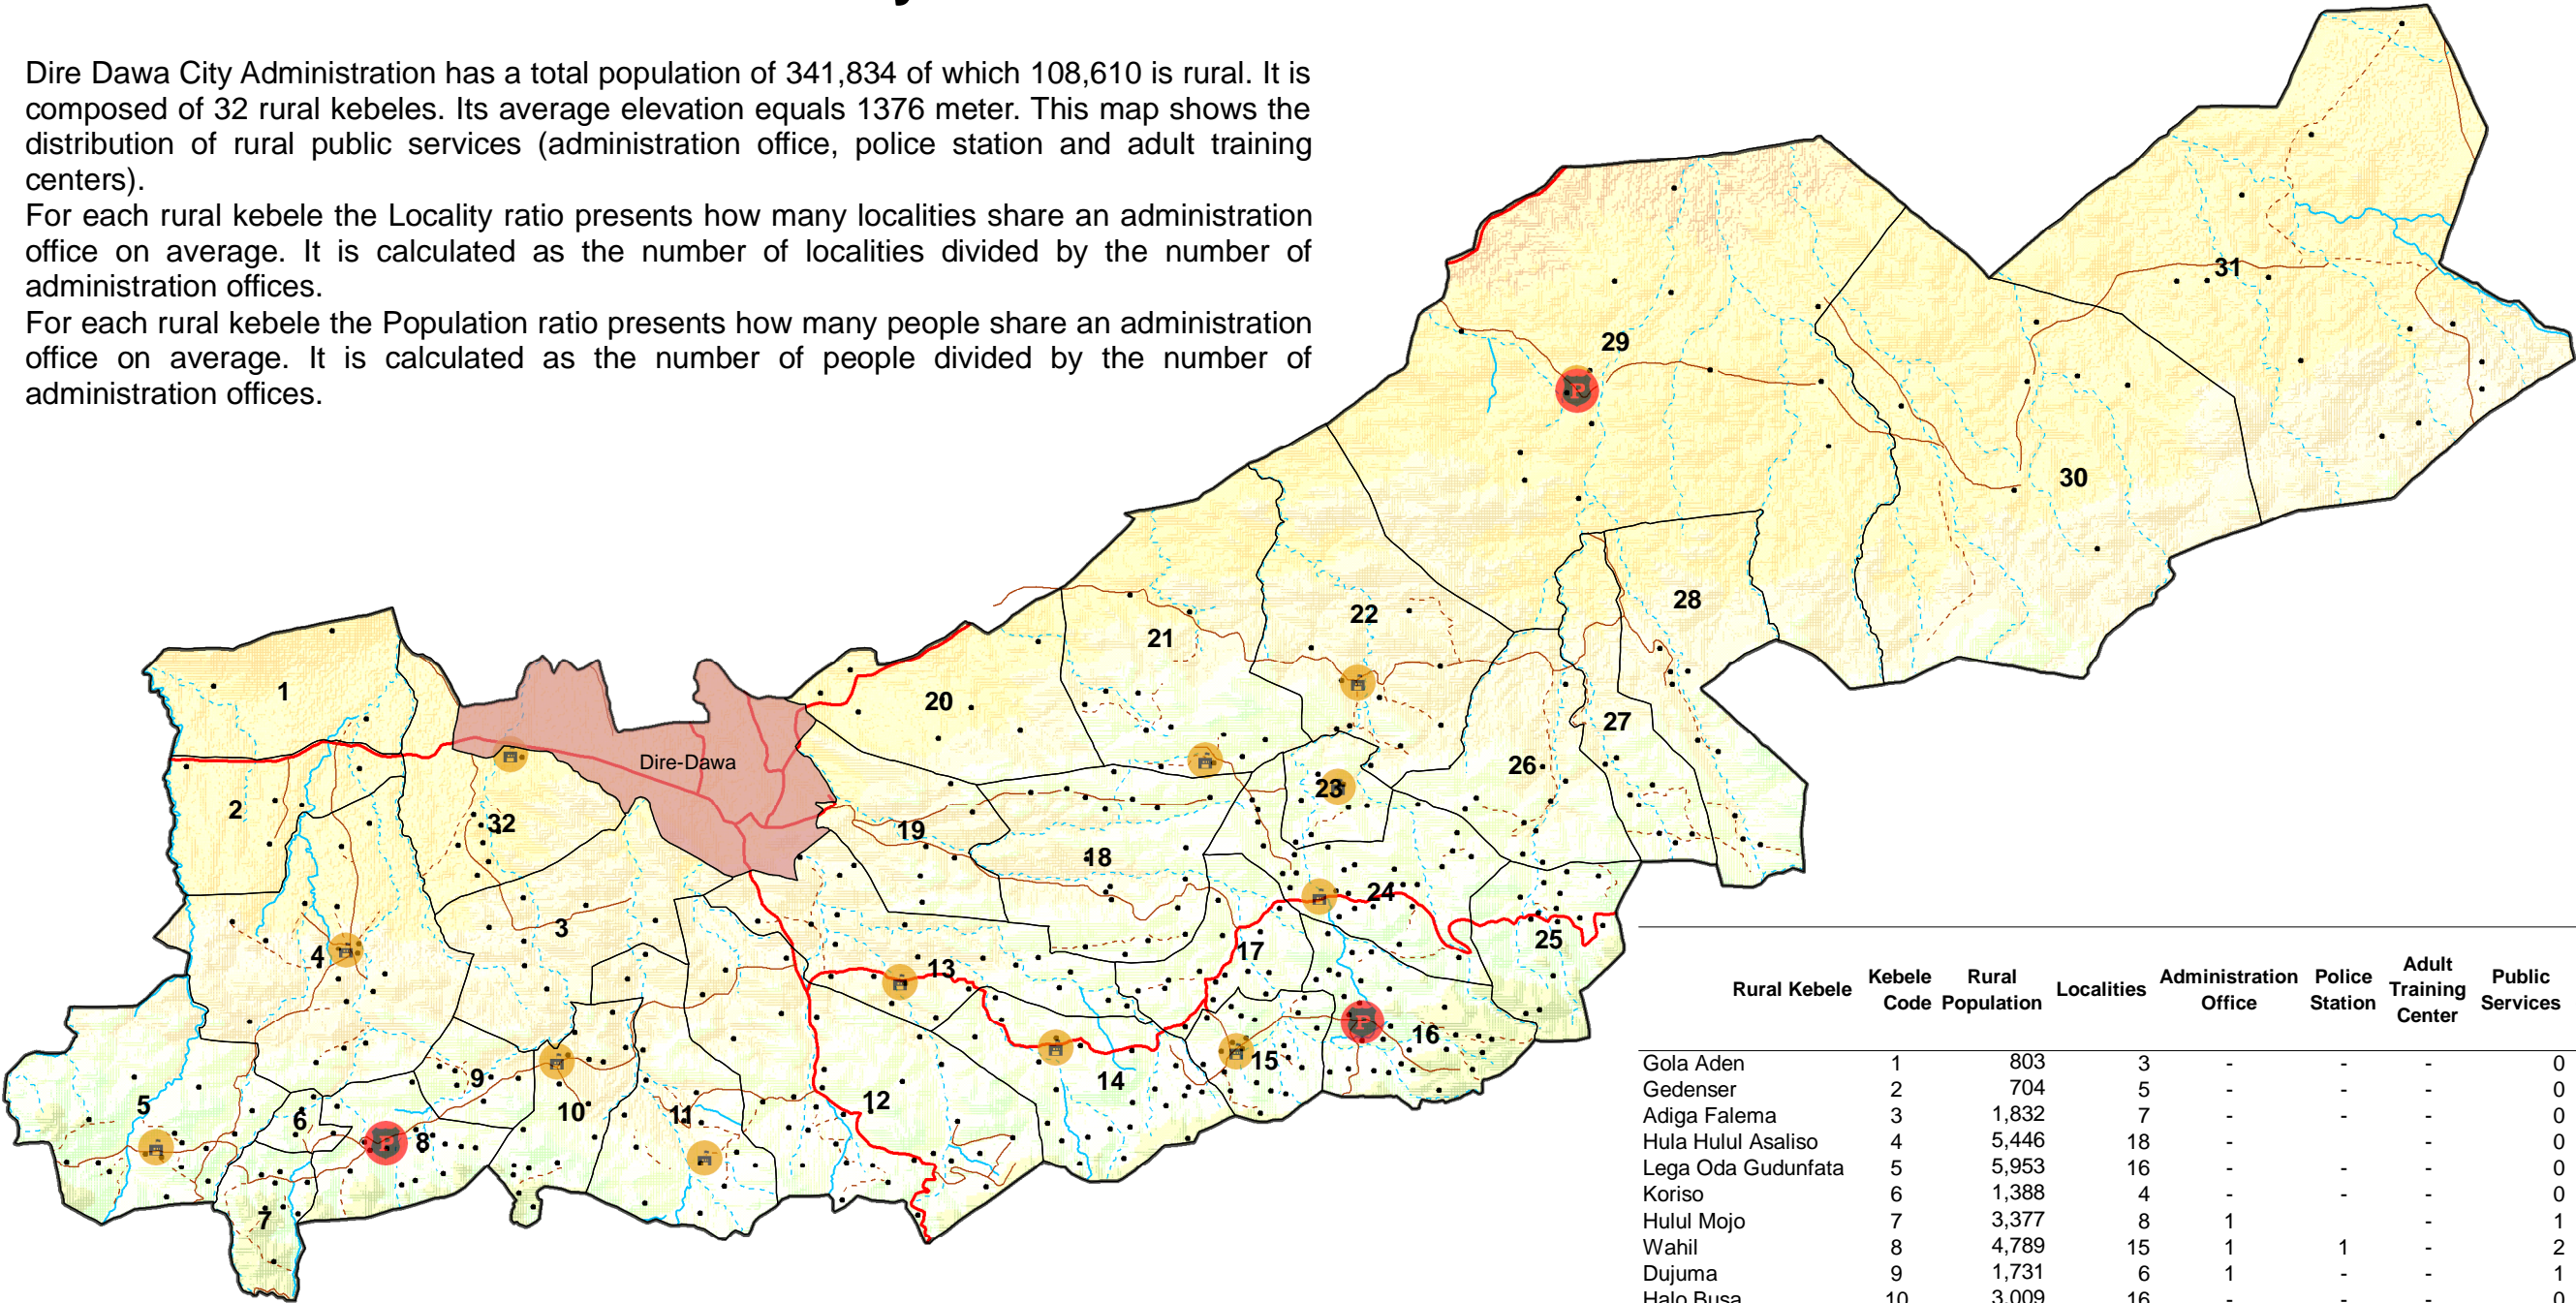 Dire Dawa City Administration has a total population of 341,834 of which 108,610 is rural. It is
composed of 32 rural kebeles. Its average elevation equals 1376 meter. This map shows the
distribution of rural public services (administration office, police station and adult training
centers).
For each rural kebele the Locality ratio presents how many localities share an administration
office on average. It is calculated as the number of localities divided by the number of
administration offices.
For each rural kebele the Population ratio presents how many people share an administration
office on average. It is calculated as the number of people divided by the number of
administration offices.
31
29
P
30
28
22
21
1
20
27
Dire-Dawa
26
2
23
32
19
18
24
3
17
25
4
13
P
16
15
9
14
5
10
11
12
6
P
8
7
Rural Kebele Kebele Code Rural Population Localities Administration Office Police Station Adult Training Center Public Services
Gola Aden 1 803 3 - - - 0
Gedenser 2 704 5 - - - 0
Adiga Falema 3 1,832 7 - - - 0
Hula Hulul Asaliso 4 5,446 18 - - 0
Lega Oda Gudunfata 5 5,953 16 - - - 0
Koriso 6 1,388 4 - - - 0
Hulul Mojo 7 3,377 8 1 - 1
Wahil 8 4,789 15 1 1 - 2
Dujuma 9 1,731 6 1 - - 1
Halo Busa 10 3,009 16 - - - 0